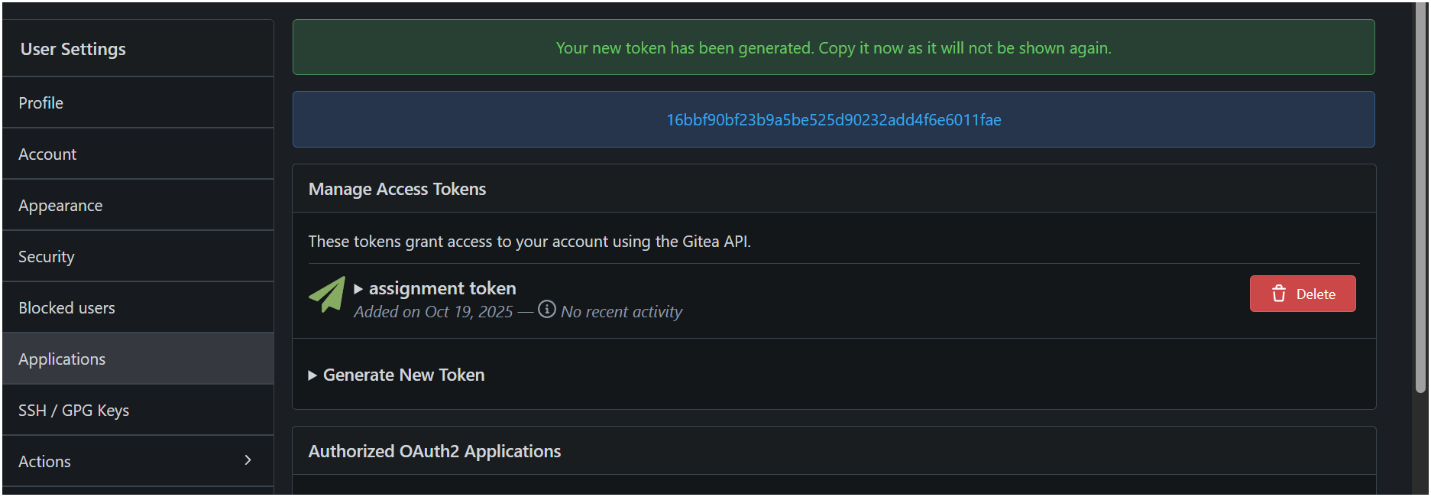 User Settings
Profile
Account
Appearance
Security
Blocked users
Applications
SSH / GPG Keys
Actions
Your new token has been generated. Copy it now as it will not be shown again.
16bbf90bf23b9a5be525d90232add4f6e6011fae
Manage Access Tokens
These tokens grant access to your account using the Gitea API.
assignment token
Added on Oct 19, 2025 — No recent activity
Delete
Generate New Token
Authorized OAuth2 Applications